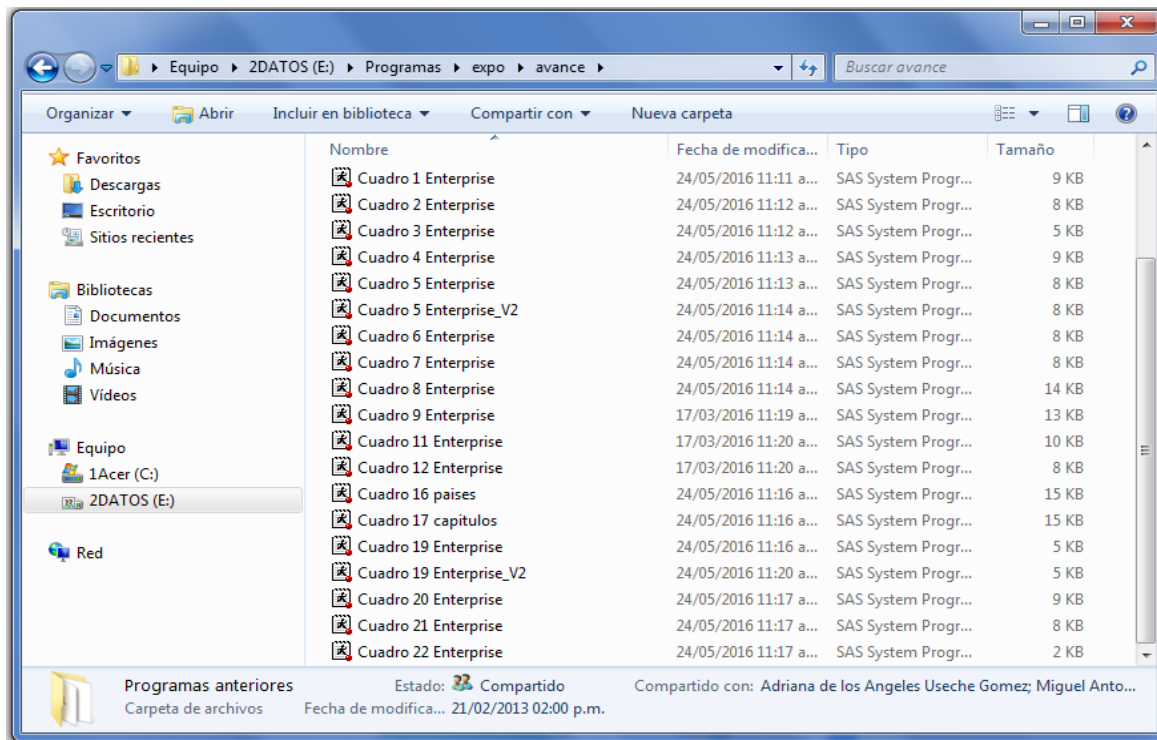 Equipo ▸ 2DATOS (E:) ▸ Programas ▸ expo ▸ avance ▸ Buscar avance
Organizar Abrir Incluir en biblioteca Compartir con Nueva carpeta
Favoritos
Descargas
Escritorio
Sitios recientes
Bibliotecas
Documentos
Imágenes
Música
Vídeos
Equipo
1Acer (C:)
2DATOS (E:)
Red
Nombre Fecha de modifica... Tipo Tamaño
Cuadro 1 Enterprise 24/05/2016 11:11 a... SAS System Progr... 9 KB
Cuadro 2 Enterprise 24/05/2016 11:12 a... SAS System Progr... 8 KB
Cuadro 3 Enterprise 24/05/2016 11:12 a... SAS System Progr... 5 KB
Cuadro 4 Enterprise 24/05/2016 11:13 a... SAS System Progr... 9 KB
Cuadro 5 Enterprise 24/05/2016 11:13 a... SAS System Progr... 8 KB
Cuadro 5 Enterprise_V2 24/05/2016 11:14 a... SAS System Progr... 8 KB
Cuadro 6 Enterprise 24/05/2016 11:14 a... SAS System Progr... 8 KB
Cuadro 7 Enterprise 24/05/2016 11:14 a... SAS System Progr... 8 KB
Cuadro 8 Enterprise 24/05/2016 11:14 a... SAS System Progr... 14 KB
Cuadro 9 Enterprise 17/03/2016 11:19 a... SAS System Progr... 13 KB
Cuadro 11 Enterprise 17/03/2016 11:20 a... SAS System Progr... 10 KB
Cuadro 12 Enterprise 17/03/2016 11:20 a... SAS System Progr... 8 KB
Cuadro 16 paises 24/05/2016 11:16 a... SAS System Progr... 15 KB
Cuadro 17 capitulos 24/05/2016 11:16 a... SAS System Progr... 15 KB
Cuadro 19 Enterprise 24/05/2016 11:16 a... SAS System Progr... 5 KB
Cuadro 19 Enterprise_V2 24/05/2016 11:20 a... SAS System Progr... 5 KB
Cuadro 20 Enterprise 24/05/2016 11:17 a... SAS System Progr... 9 KB
Cuadro 21 Enterprise 24/05/2016 11:17 a... SAS System Progr... 8 KB
Cuadro 22 Enterprise 24/05/2016 11:17 a... SAS System Progr... 2 KB
Programas anteriores Estado: Compartido Compartido con: Adriana de los Angeles Useche Gomez; Miguel Anto...
Carpeta de archivos Fecha de modifica... 21/02/2013 02:00 p.m.